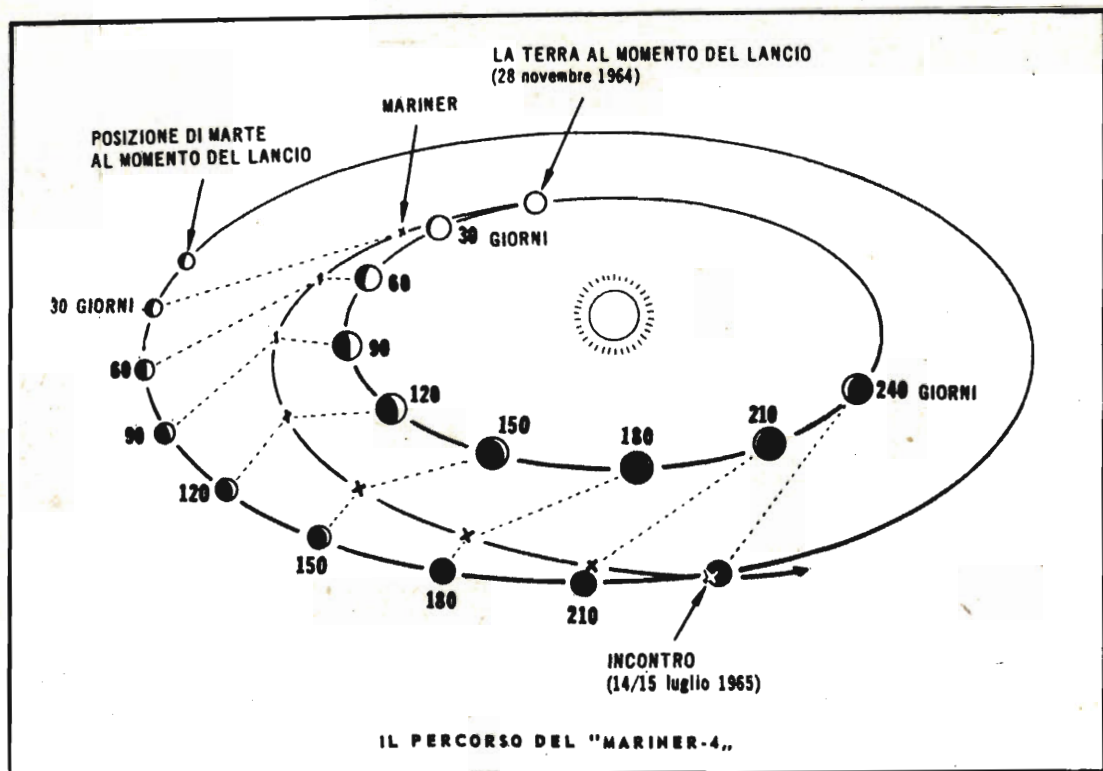 LA TERRA AL MOMENTO DEL LANCIO
(28 novembre 1964)
MARINER
POSIZIONE DI MARTE
AL MOMENTO DEL LANCIO
30 GIORNI
60
90
120
150
180
210
240 GIORNI
30 GIORNI
60
90
120
150
180
210
INCONTRO
(14/15 luglio 1965)
IL PERCORSO DEL "MARINER-4„